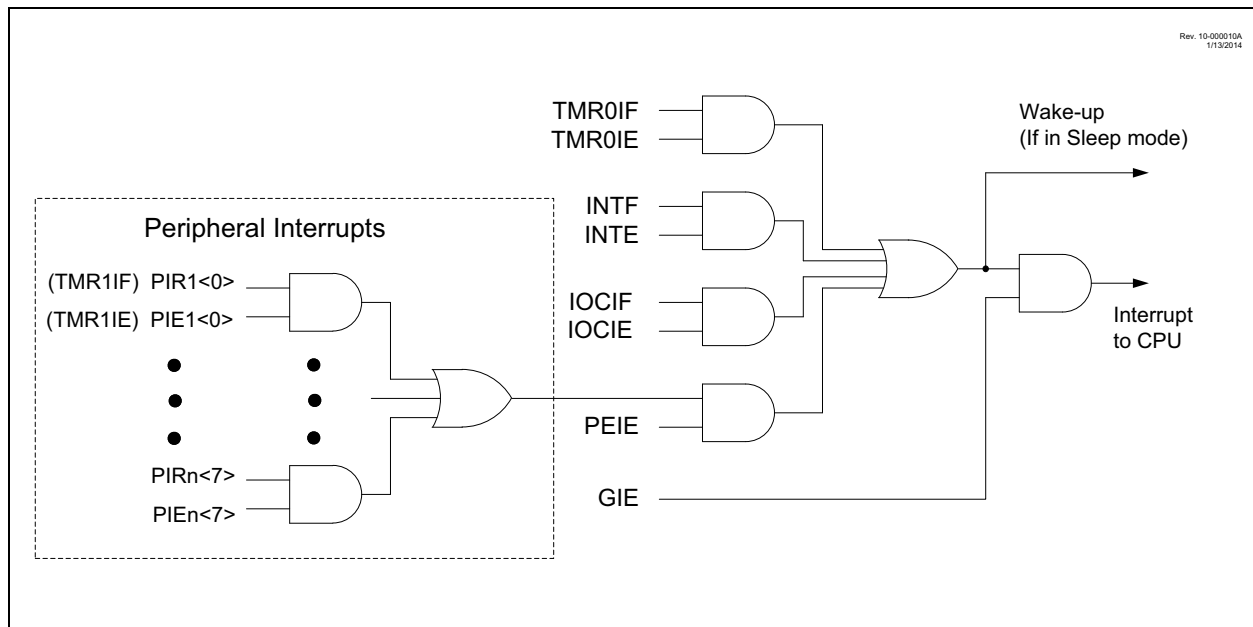 Rev. 10-000010A
1/13/2014
TMR0IF
TMR0IE
Wake-up
(If in Sleep mode)
INTF
INTE
Peripheral Interrupts
(TMR1IF) PIR1<0>
(TMR1IE) PIE1<0>
IOCIF
IOCIE
Interrupt
to CPU
PEIE
PIRn<7>
PIEn<7>
GIE